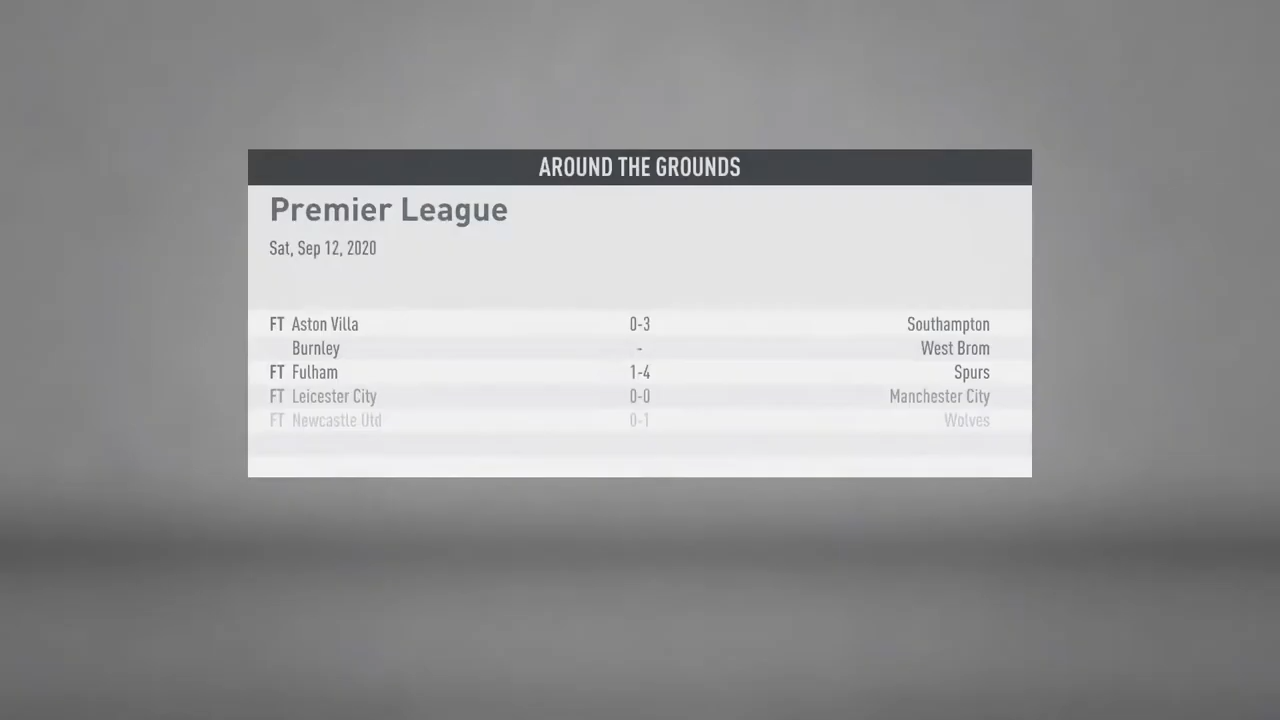 AROUND THE GROUNDS
Premier League
Sat, Sep 12, 2020
FT Aston Villa 0-3 Southampton
Burnley - West Brom
FT Fulham 1-4 Spurs
FT Leicester City 0-0 Manchester City
FT Newcastle Utd 0-1 Wolves